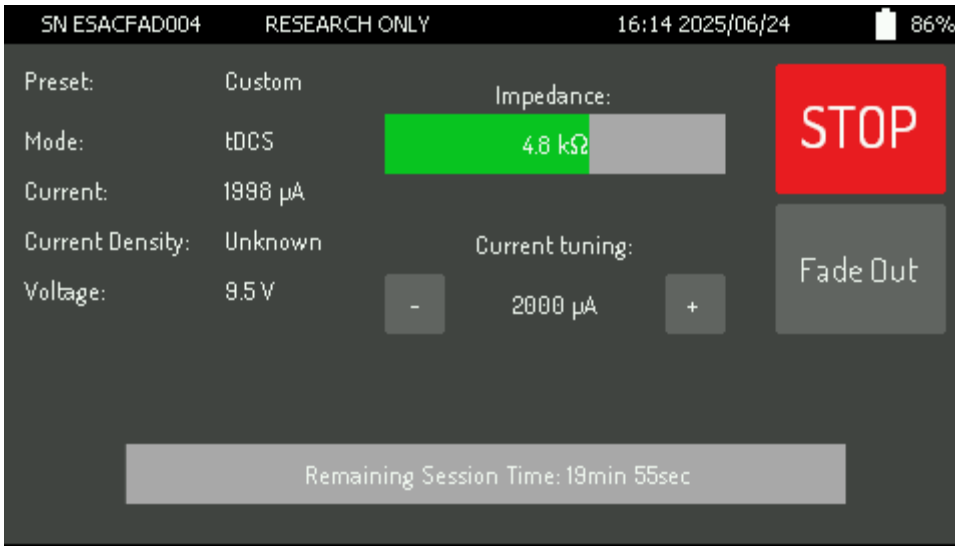 SN ESACFAD004 RESEARCH ONLY 16:14 2025/06/24 86%
Preset: Custom
Mode: tDCS
Current: 1998 µA
Current Density: Unknown
Voltage: 9.5 V
Impedance:
4.8 kΩ
Current tuning:
- 2000 µA +
STOP
Fade Out
Remaining Session Time: 19min 55sec